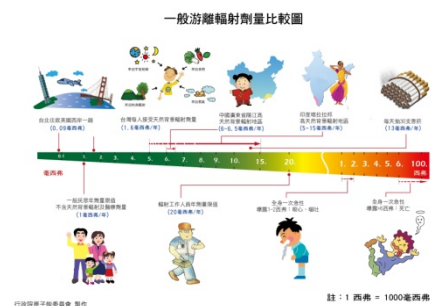 一般游離輻射劑量比較圖
台北往返美國西岸一趟
(0.09毫西弗)
台灣每人接受天然背景輻射劑量
(1.6毫西弗/年)
中國廣東省陽江高
天然背景輻射地區
(5~6.5毫西弗/年)
印度喀拉拉邦
高天然背景輻射地區
(5~15毫西弗/年)
每天抽30支香菸
(13毫西弗/年)
0.1 1. 2. 3. 4. 5. 6. 7. 8. 9. 10. 15. 20. 1. 2. 3. 4. 5. 6. 100.
毫西弗
西弗
一般民眾年劑量限值
不含天然背景輻射及醫療劑量
(1毫西弗/年)
輻射工作人員年劑量限值
(20毫西弗/年)
全身一次急性
曝露1~2西弗：噁心、嘔吐
全身一次急性
曝露>6西弗：死亡
行政院原子能委員會 製作
註：1 西弗 = 1000毫西弗